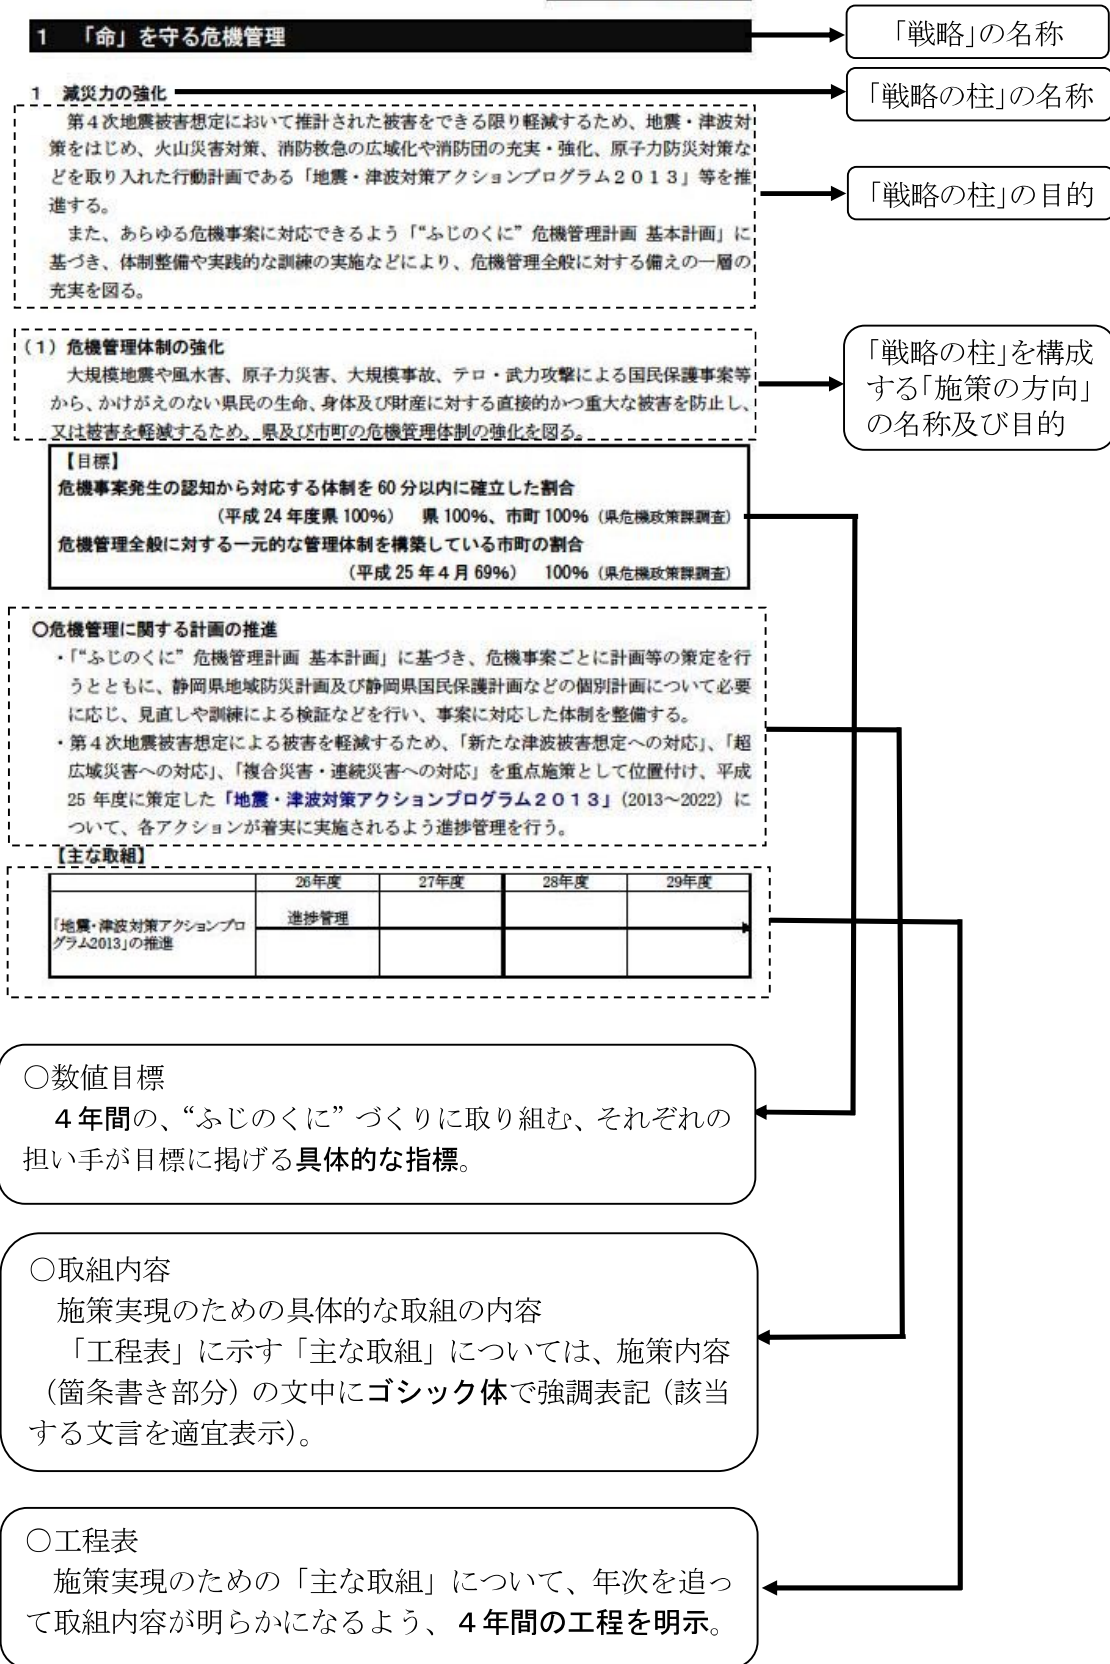 1 「命」を守る危機管理
「戦略」の名称
1 減災力の強化
「戦略の柱」の名称
第４次地震被害想定において推計された被害をできる限り軽減するため、地震・津波対
策をはじめ、火山災害対策、消防救急の広域化や消防団の充実・強化、原子力防災対策な
どを取り入れた行動計画である「地震・津波対策アクションプログラム２０１３」等を推
進する。
また、あらゆる危機事案に対応できるよう「“ふじのくに” 危機管理計画 基本計画」に
基づき、体制整備や実践的な訓練の実施などにより、危機管理全般に対する備えの一層の
充実を図る。
「戦略の柱」の目的
（１）危機管理体制の強化
大規模地震や風水害、原子力災害、大規模事故、テロ・武力攻撃による国民保護事案等
から、かけがえのない県民の生命、身体及び財産に対する直接的かつ重大な被害を防止し、
又は被害を軽減するため、県及び市町の危機管理体制の強化を図る。
「戦略の柱」を構成
する「施策の方向」
の名称及び目的
【目標】
危機事案発生の認知から対応する体制を 60 分以内に確立した割合
（平成 24 年度県 100%） 県 100%、市町 100%（県危機政策課調査）
危機管理全般に対する一元的な管理体制を構築している市町の割合
（平成 25 年４月 69%） 100%（県危機政策課調査）
○危機管理に関する計画の推進
・「“ふじのくに” 危機管理計画 基本計画」に基づき、危機事案ごとに計画等の策定を行
うとともに、静岡県地域防災計画及び静岡県国民保護計画などの個別計画について必要
に応じ、見直しや訓練による検証などを行い、事案に対応した体制を整備する。
・第４次地震被害想定による被害を軽減するため、「新たな津波被害想定への対応」、「超
広域災害への対応」、「複合災害・連続災害への対応」を重点施策として位置付け、平成
25 年度に策定した「地震・津波対策アクションプログラム２０１３」（2013～2022）に
ついて、各アクションが着実に実施されるよう進捗管理を行う。
【主な取組】
26年度 27年度 28年度 29年度
「地震・津波対策アクションプロ
グラム2013」の推進
進捗管理
○数値目標
４年間の、“ふじのくに” づくりに取り組む、それぞれの
担い手が目標に掲げる具体的な指標。
○取組内容
施策実現のための具体的な取組の内容
「工程表」に示す「主な取組」については、施策内容
（箇条書き部分）の文中にゴシック体で強調表記（該当
する文言を適宜表示）。
○工程表
施策実現のための「主な取組」について、年次を追っ
て取組内容が明らかになるよう、４年間の工程を明示。